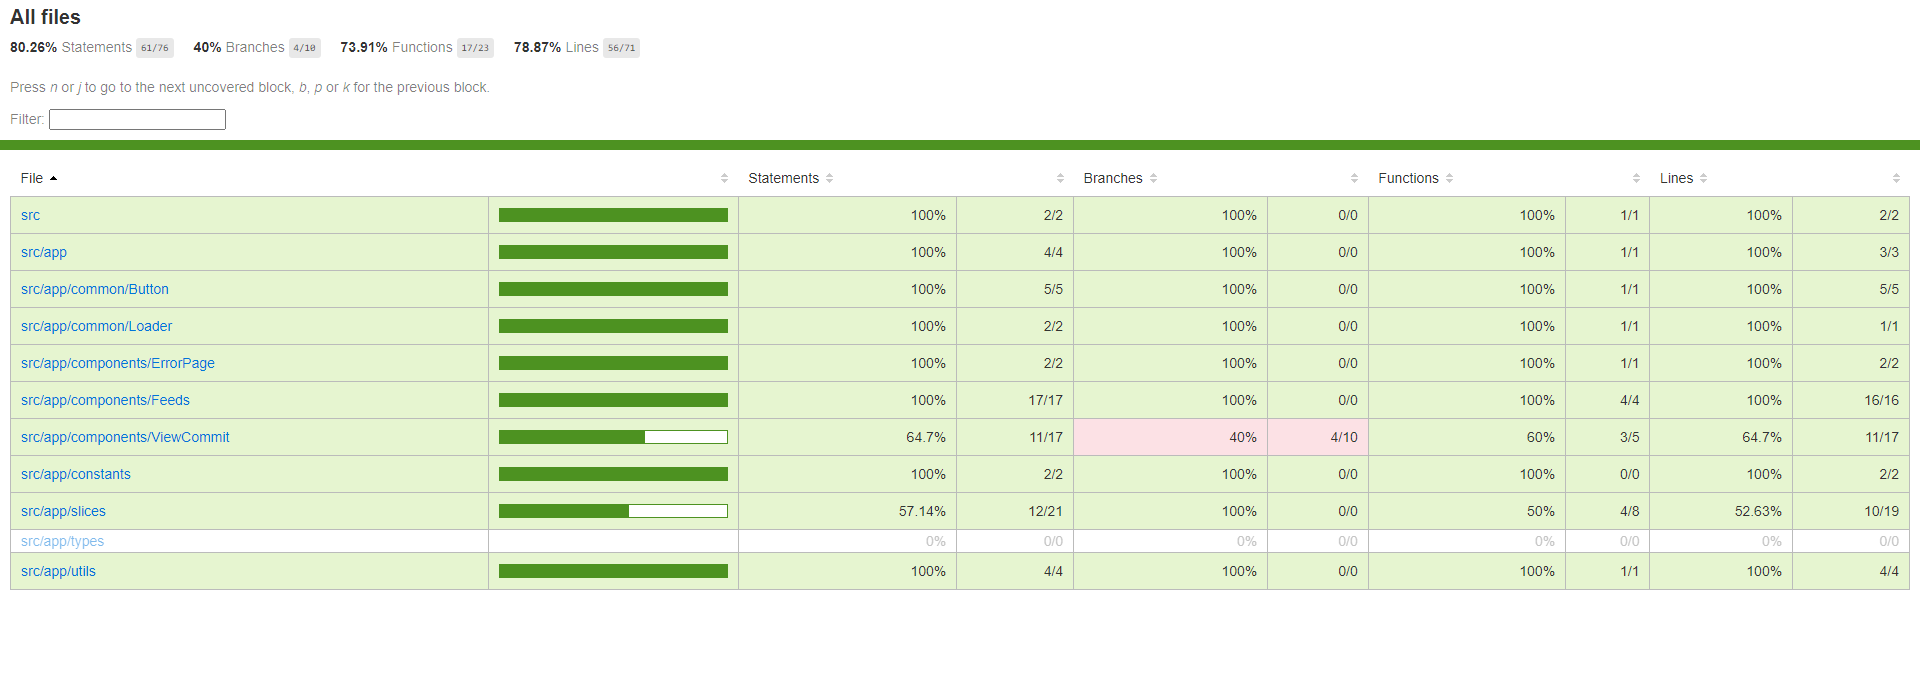 All files
80.26% Statements 61/76 40% Branches 4/10 73.91% Functions 17/23 78.87% Lines 56/71
Press n or j to go to the next uncovered block, b, p or k for the previous block.
Filter:
File Statements Branches Functions Lines
src 100% 2/2 100% 0/0 100% 1/1 100% 2/2
src/app 100% 4/4 100% 0/0 100% 1/1 100% 3/3
src/app/common/Button 100% 5/5 100% 0/0 100% 1/1 100% 5/5
src/app/common/Loader 100% 2/2 100% 0/0 100% 1/1 100% 1/1
src/app/components/ErrorPage 100% 2/2 100% 0/0 100% 1/1 100% 2/2
src/app/components/Feeds 100% 17/17 100% 0/0 100% 4/4 100% 16/16
src/app/components/ViewCommit 64.7% 11/17 40% 4/10 60% 3/5 64.7% 11/17
src/app/constants 100% 2/2 100% 0/0 100% 0/0 100% 2/2
src/app/slices 57.14% 12/21 100% 0/0 50% 4/8 52.63% 10/19
src/app/types 0% 0/0 0% 0/0 0% 0/0 0% 0/0
src/app/utils 100% 4/4 100% 0/0 100% 1/1 100% 4/4